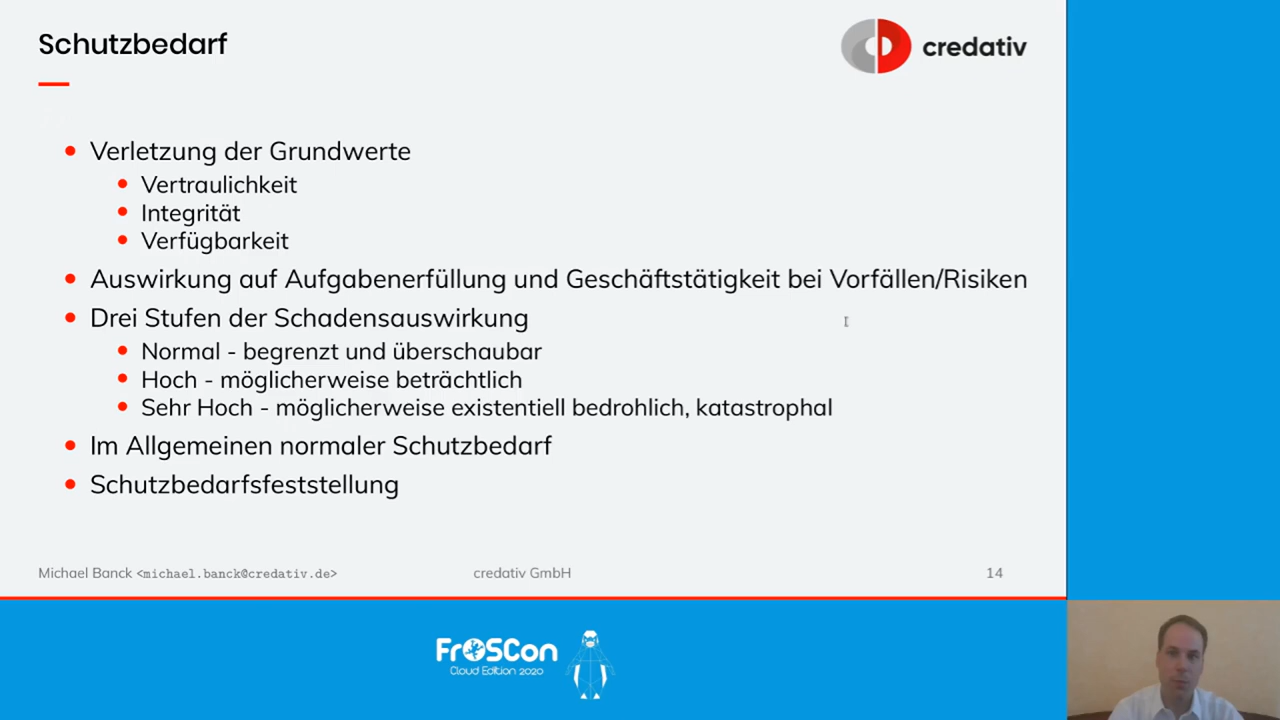 Schutzbedarf
credativ
Verletzung der Grundwerte
Vertraulichkeit
Integrität
Verfügbarkeit
Auswirkung auf Aufgabenerfüllung und Geschäftstätigkeit bei Vorfällen/Risiken
Drei Stufen der Schadensauswirkung
Normal - begrenzt und überschaubar
Hoch - möglicherweise beträchtlich
Sehr Hoch - möglicherweise existentiell bedrohlich, katastrophal
Im Allgemeinen normaler Schutzbedarf
Schutzbedarfsfeststellung
Michael Banck <michael.banck@credativ.de> credativ GmbH 14
FrOSCon
Cloud Edition 2020